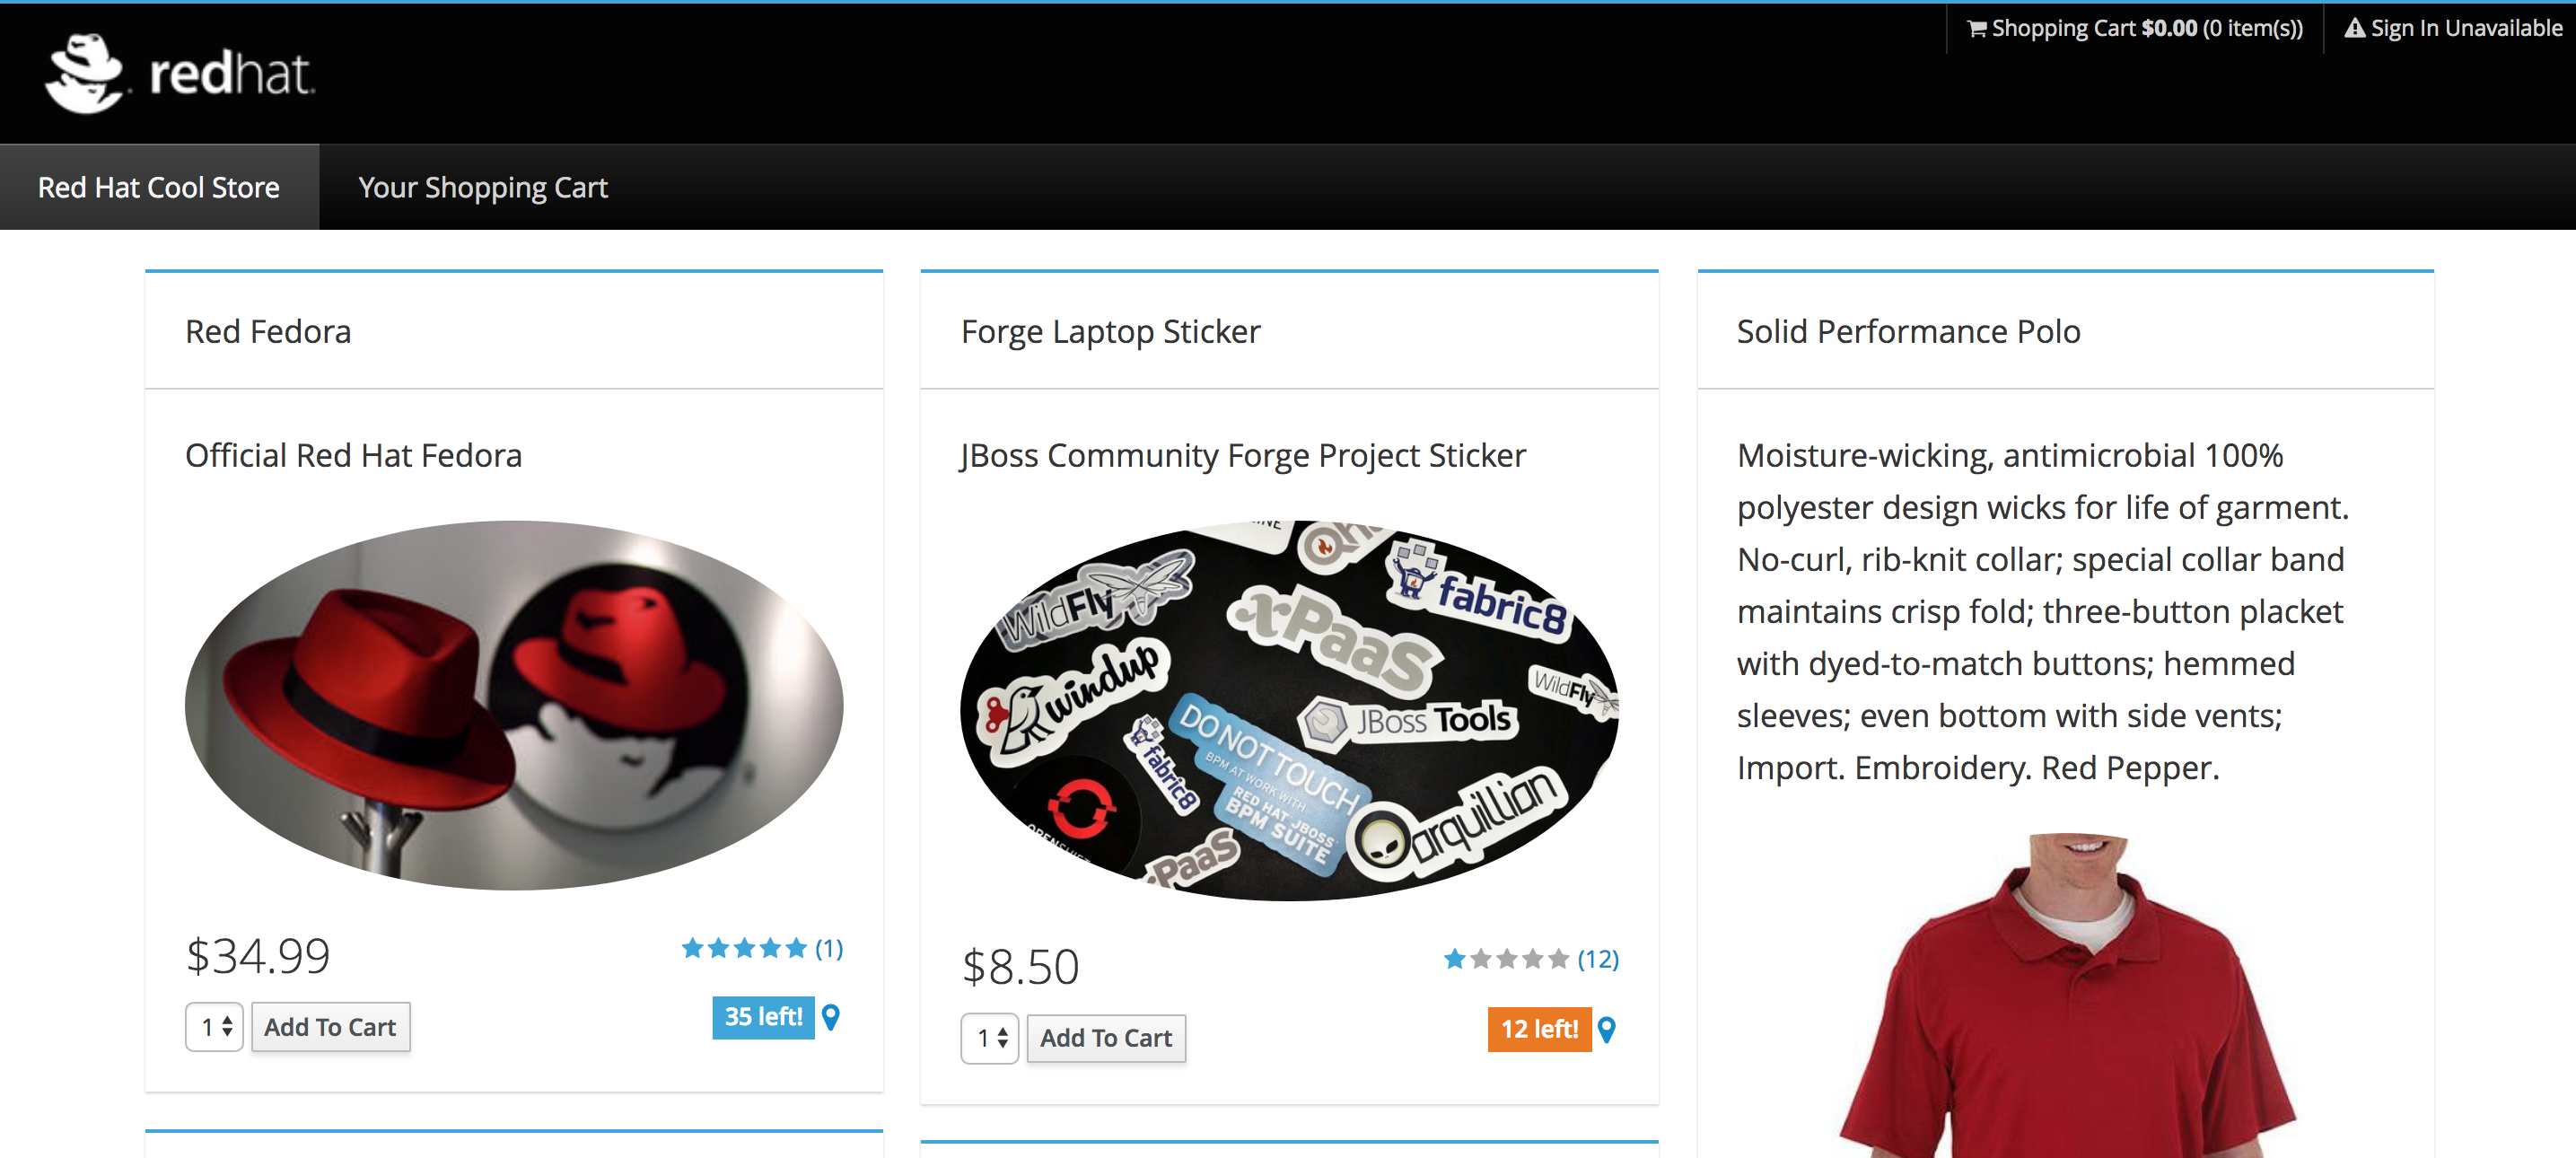 Shopping Cart $0.00 (0 item(s))
Sign In Unavailable
redhat.
Red Hat Cool Store
Your Shopping Cart
Red Fedora
Official Red Hat Fedora
$34.99
(1)
1
Add To Cart
35 left!
Forge Laptop Sticker
JBoss Community Forge Project Sticker
WildFly
fabric8
xPaaS
windup
WildFly
JBoss Tools
fabric8
DO NOT TOUCH
BPM AT WORK WITH
RED HAT JBOSS
BPM SUITE
arquillian
PaaS
$8.50
(12)
1
Add To Cart
12 left!
Solid Performance Polo
Moisture-wicking, antimicrobial 100%
polyester design wicks for life of garment.
No-curl, rib-knit collar; special collar band
maintains crisp fold; three-button placket
with dyed-to-match buttons; hemmed
sleeves; even bottom with side vents;
Import. Embroidery. Red Pepper.